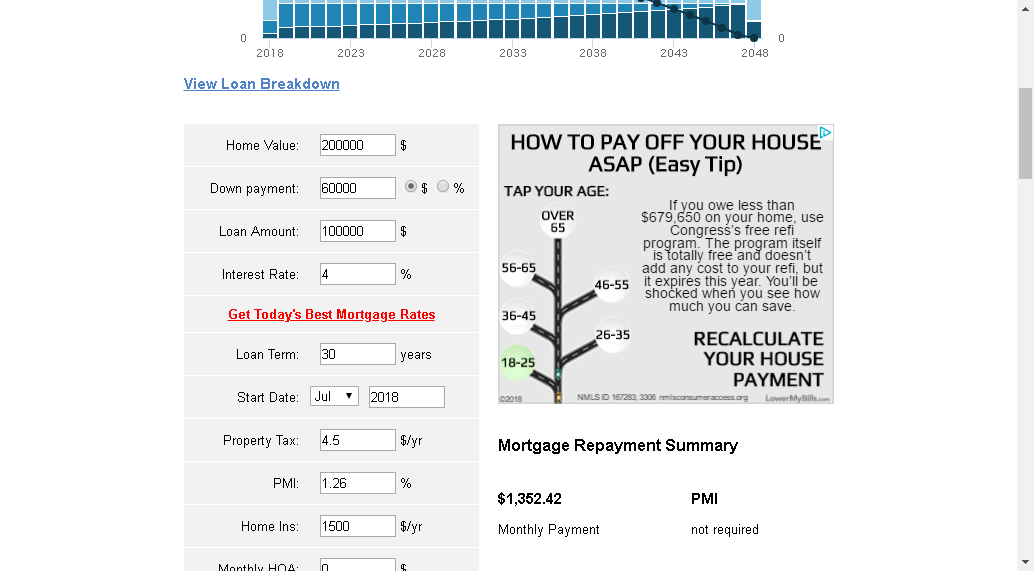 0 0
2018 2023 2028 2033 2038 2043 2048
View Loan Breakdown
Home Value: 200000 $
Down payment: 60000 $ %
Loan Amount: 100000 $
Interest Rate: 4 %
Get Today's Best Mortgage Rates
Loan Term: 30 years
Start Date: Jul 2018
Property Tax: 4.5 $/yr
PMI: 1.26 %
Home Ins: 1500 $/yr
Monthly HOA: 0 $
HOW TO PAY OFF YOUR HOUSE
ASAP (Easy Tip)
TAP YOUR AGE:
OVER
65
56-65
46-55
36-45
26-35
18-25
If you owe less than
$679,650 on your home, use
Congress's free refi
program. The program itself
is totally free and doesn't
add any cost to your refi, but
it expires this year. You'll be
shocked when you see how
much you can save.
RECALCULATE
YOUR HOUSE
PAYMENT
©2018 NMLS ID 167283; 3306 nmlsconsumeraccess.org LowerMyBills.com
Mortgage Repayment Summary
$1,352.42 PMI
Monthly Payment not required